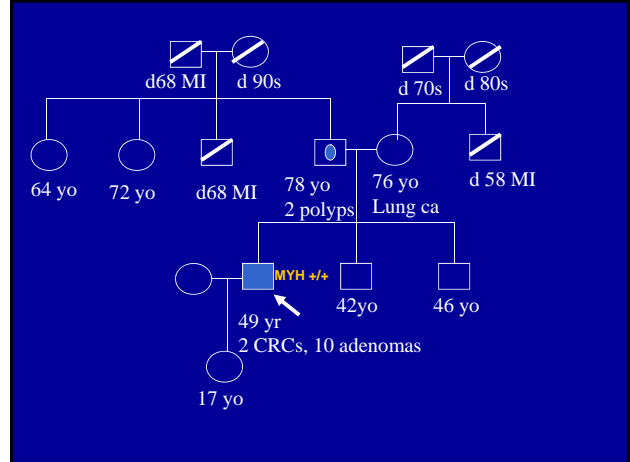 d68 MI
d 90s
d 70s
d 80s
64 yo
72 yo
d68 MI
78 yo
2 polyps
76 yo
Lung ca
d 58 MI
MYH +/+
49 yr
2 CRCs, 10 adenomas
42yo
46 yo
17 yo